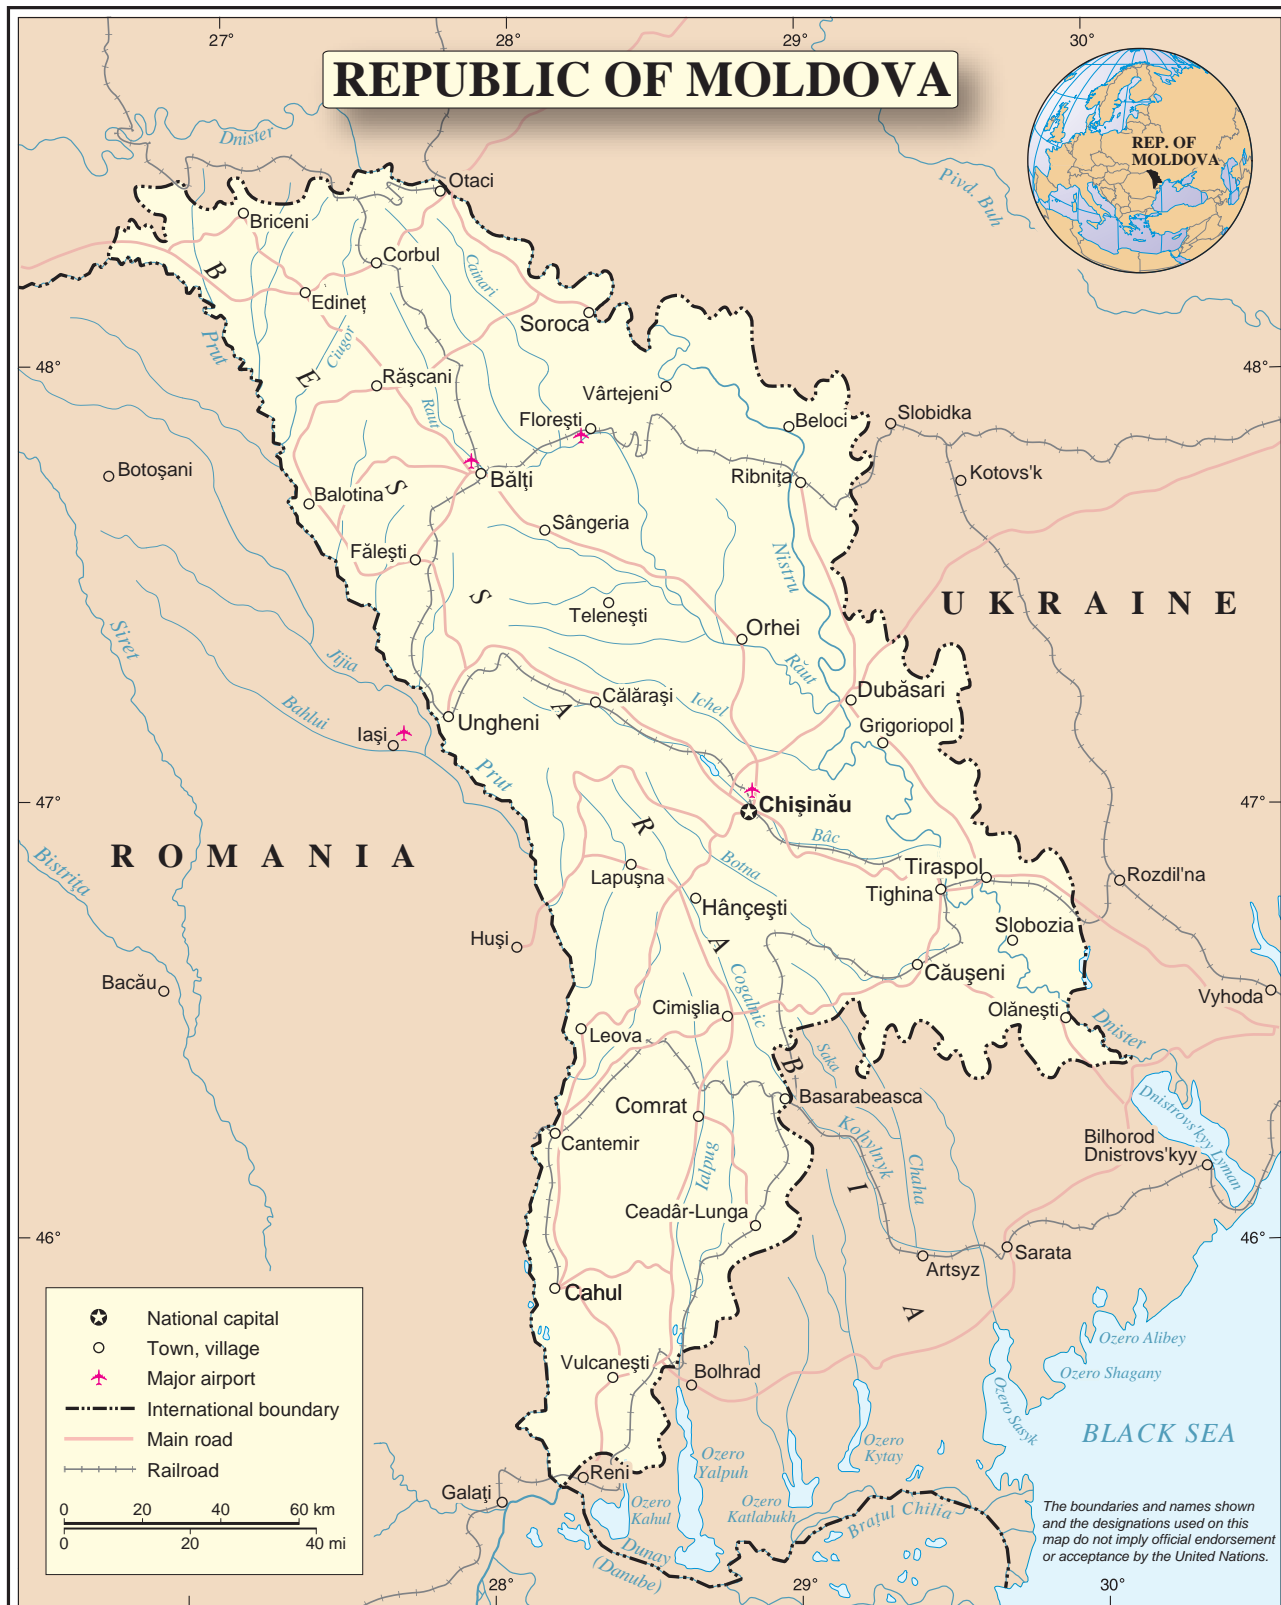 27°
28°
29°
30°
REPUBLIC OF MOLDOVA
REP. OF
MOLDOVA
Dnister
Pivd. Buh
Otaci
Briceni
Corbul
Cainari
B
Edineț
Soroca
Ciugor
Prut
48°
48°
E
Râşcani
Raut
Vârtejeni
Floreşti
Beloci
Slobidka
Botoşani
Bălţi
Ribniţa
Kotovs'k
S
Balotina
Sângeria
Făleşti
Nistru
S
Teleneşti
UKRAINE
Orhei
Siret
Jijia
Răut
Dubăsari
Călăraşi
Ichel
A
Bahlui
Ungheni
Grigoriopol
Iaşi
Prut
47°
47°
Chişinău
R
Bâc
ROMANIA
Bistriţa
Botna
Tiraspol
Lapuşna
Tighina
Rozdil'na
Hânçeşti
Slobozia
Huşi
A
Căuşeni
Bacău
Cogalnic
Vyhoda
Cimişlia
Olăneşti
Dnister
Leova
Saka
B
Basarabeasca
Comrat
Kohylnyk
Dnistrovs'kyy Lyman
Cantemir
Bilhorod
Dnistrovs'kyy
Ialpug
Chaha
I
Ceadâr-Lunga
46°
46°
Sarata
Artsyz
Cahul
A
National capital
Town, village
Major airport
International boundary
Main road
Railroad
0 20 40 60 km
0 20 40 mi
Ozero Alibey
Vulcaneşti
Bolhrad
Ozero Shagany
Ozero Sasyk
BLACK SEA
Ozero
Yalpuh
Ozero
Kytay
Reni
Galaţi
Ozero
Kahul
Ozero
Katlabukh
Braţul Chilia
Dunay
(Danube)
The boundaries and names shown
and the designations used on this
map do not imply official endorsement
or acceptance by the United Nations.
28°
29°
30°